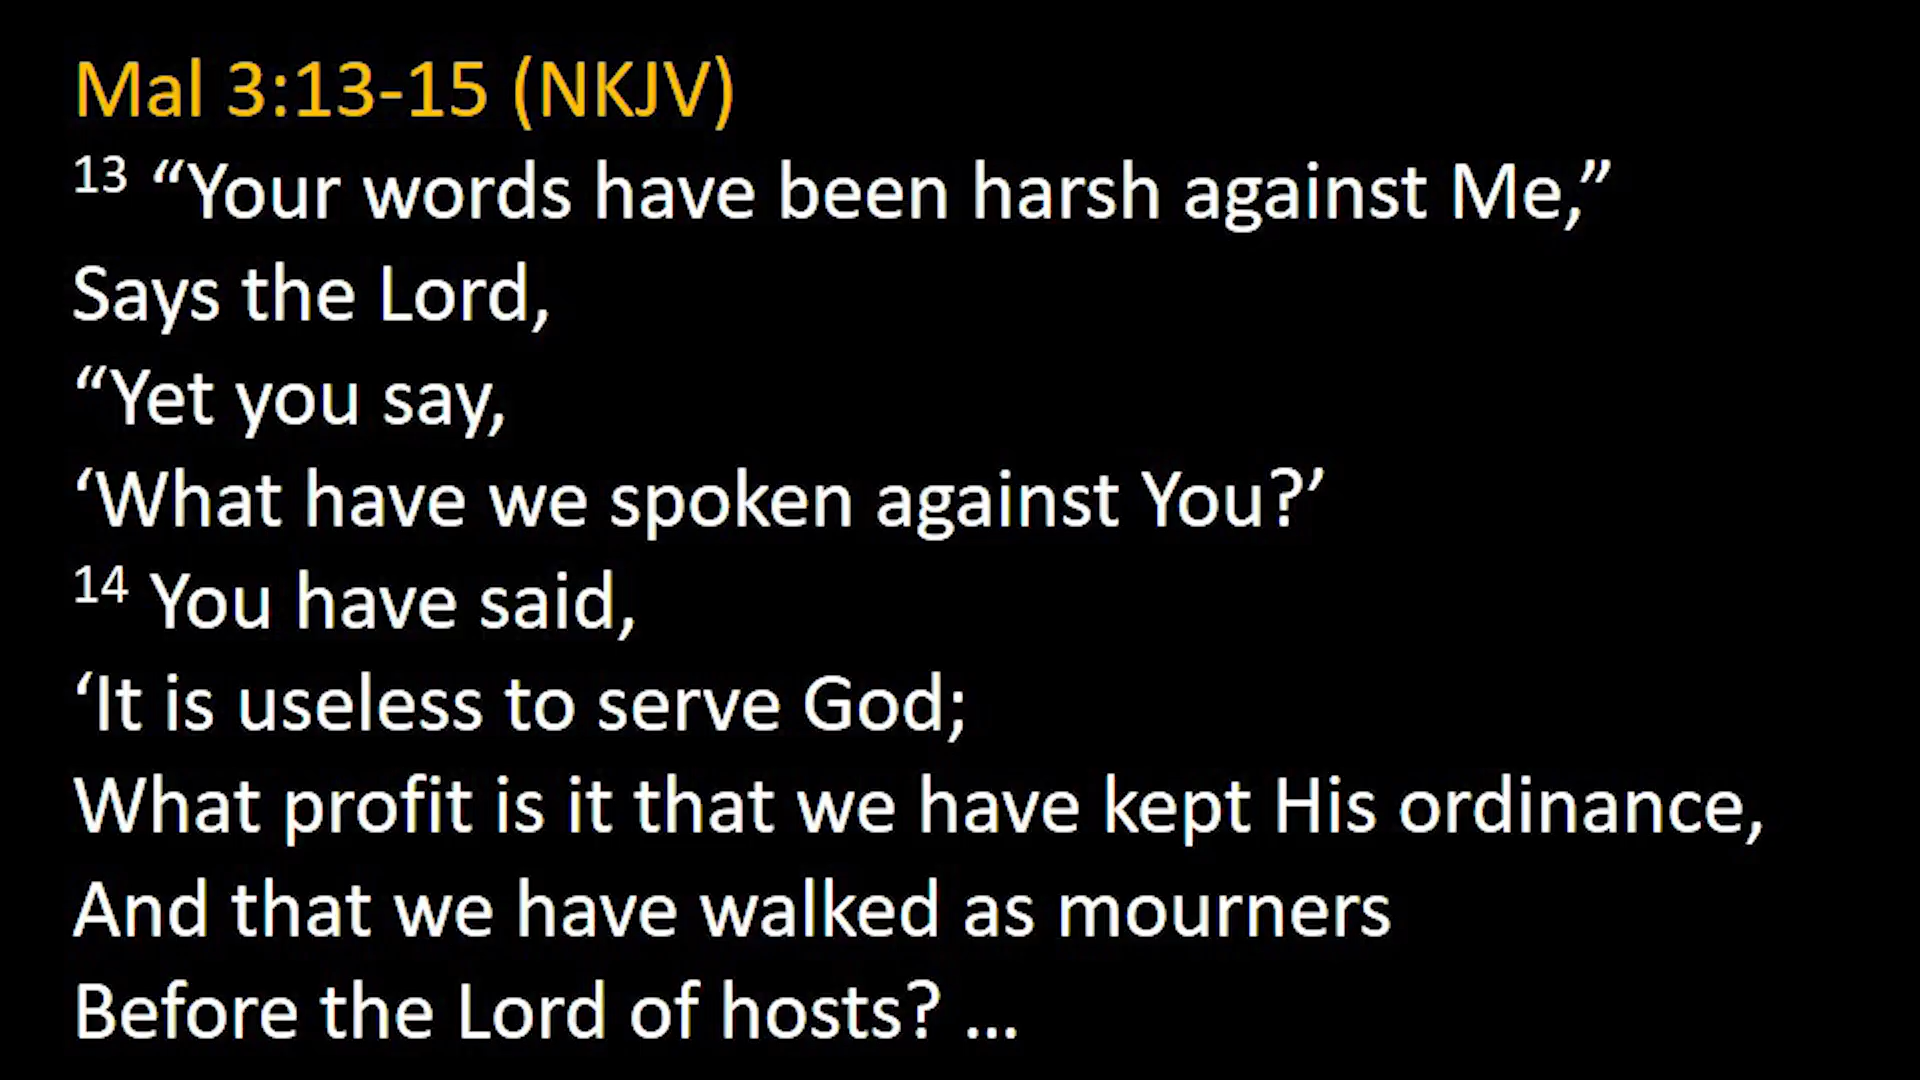 Mal 3:13-15 (NKJV)
13 “Your words have been harsh against Me,”
Says the Lord,
“Yet you say,
‘What have we spoken against You?’
14 You have said,
‘It is useless to serve God;
What profit is it that we have kept His ordinance,
And that we have walked as mourners
Before the Lord of hosts? ...